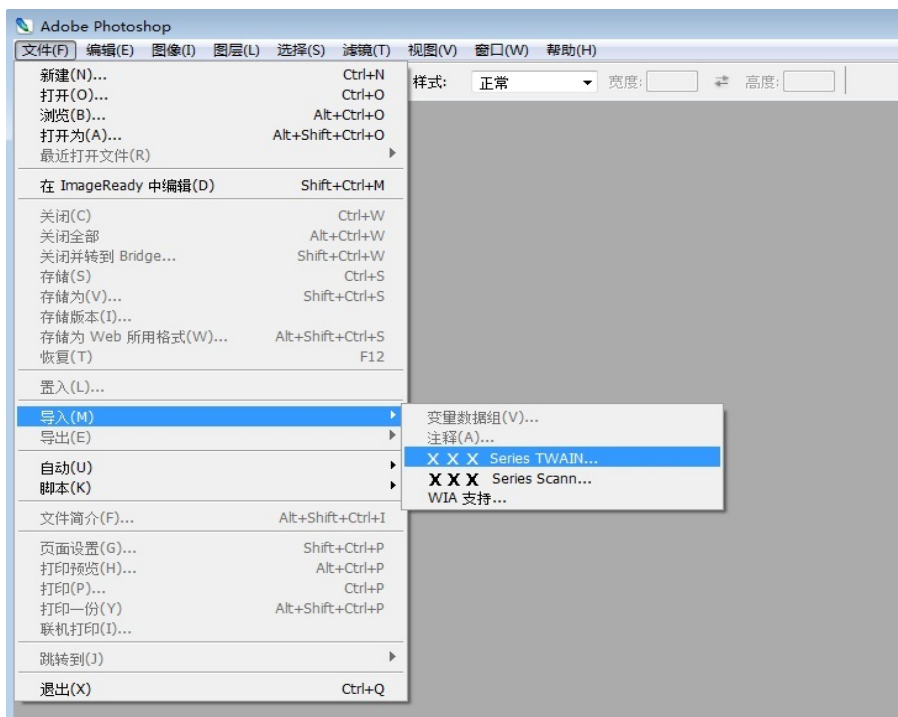 Adobe Photoshop
文件(F) 编辑(E) 图像(I) 图层(L) 选择(S) 滤镜(T) 视图(V) 窗口(W) 帮助(H)
样式: 正常 宽度: 高度:
新建(N)... Ctrl+N
打开(O)... Ctrl+O
浏览(B)... Alt+Ctrl+O
打开为(A)... Alt+Shift+Ctrl+O
最近打开文件(R)
在 ImageReady 中编辑(D) Shift+Ctrl+M
关闭(C) Ctrl+W
关闭全部 Alt+Ctrl+W
关闭并转到 Bridge... Shift+Ctrl+W
存储(S) Ctrl+S
存储为(V)... Shift+Ctrl+S
存储版本(I)...
存储为 Web 所用格式(W)... Alt+Shift+Ctrl+S
恢复(T) F12
置入(L)...
导入(M)
导出(E)
自动(U)
脚本(K)
文件简介(F)... Alt+Shift+Ctrl+I
页面设置(G)... Shift+Ctrl+P
打印预览(H)... Alt+Ctrl+P
打印(P)... Ctrl+P
打印一份(Y) Alt+Shift+Ctrl+P
联机打印(I)...
跳转到(J)
退出(X) Ctrl+Q
变量数据组(V)...
注释(A)...
X X X Series TWAIN...
X X X Series Scann...
WIA 支持...